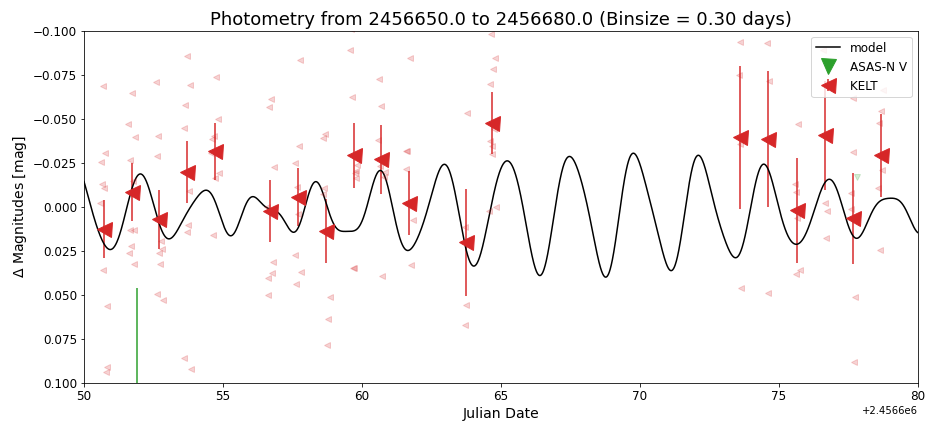 Photometry from 2456650.0 to 2456680.0 (Binsize = 0.30 days)
−0.100
−0.075
−0.050
−0.025
0.000
0.025
0.050
0.075
0.100
Δ Magnitudes [mag]
model
ASAS-N V
KELT
50
55
60
65
70
75
80
Julian Date
+2.4566e6